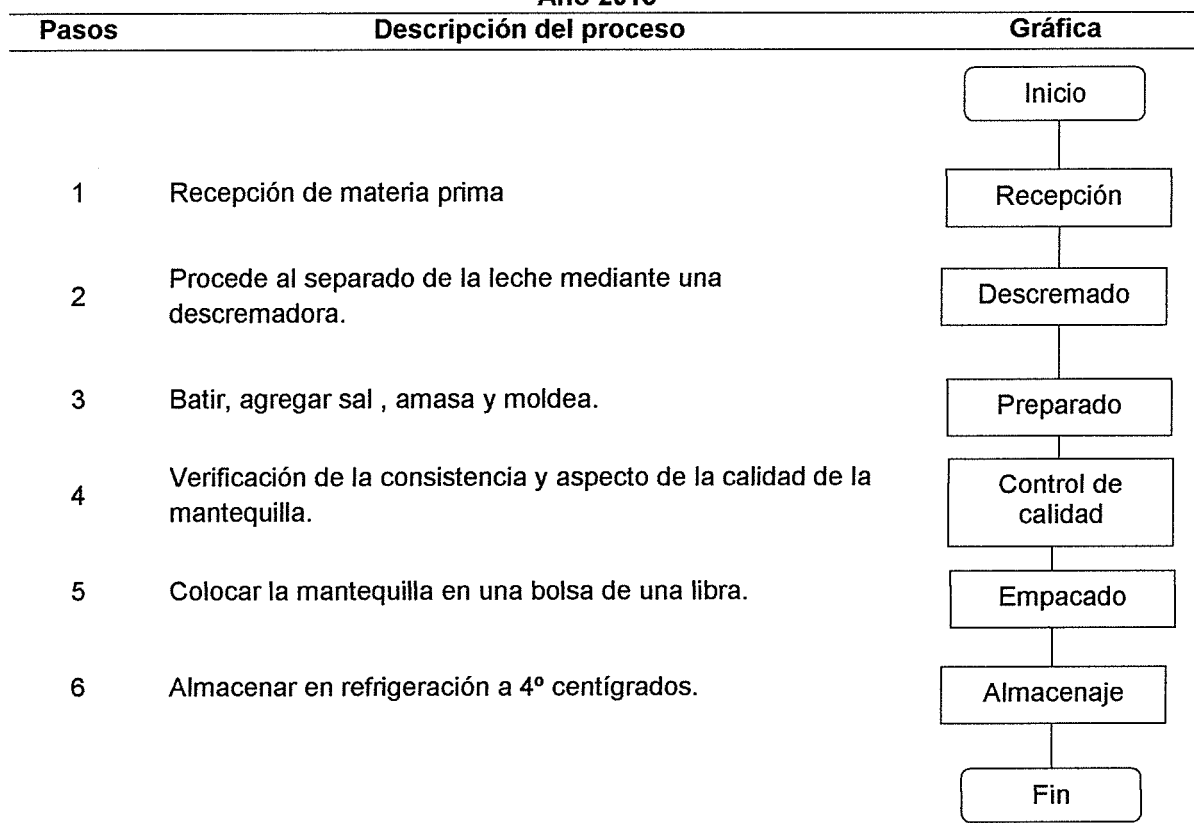 Pasos Descripción del proceso Gráfica
Inicio
1 Recepción de materia prima Recepción
2 Procede al separado de la leche mediante una
descremadora.
Descremado
3 Batir, agregar sal , amasa y moldea. Preparado
4 Verificación de la consistencia y aspecto de la calidad de la
mantequilla.
Control de
calidad
5 Colocar la mantequilla en una bolsa de una libra. Empacado
6 Almacenar en refrigeración a 4º centígrados. Almacenaje
Fin